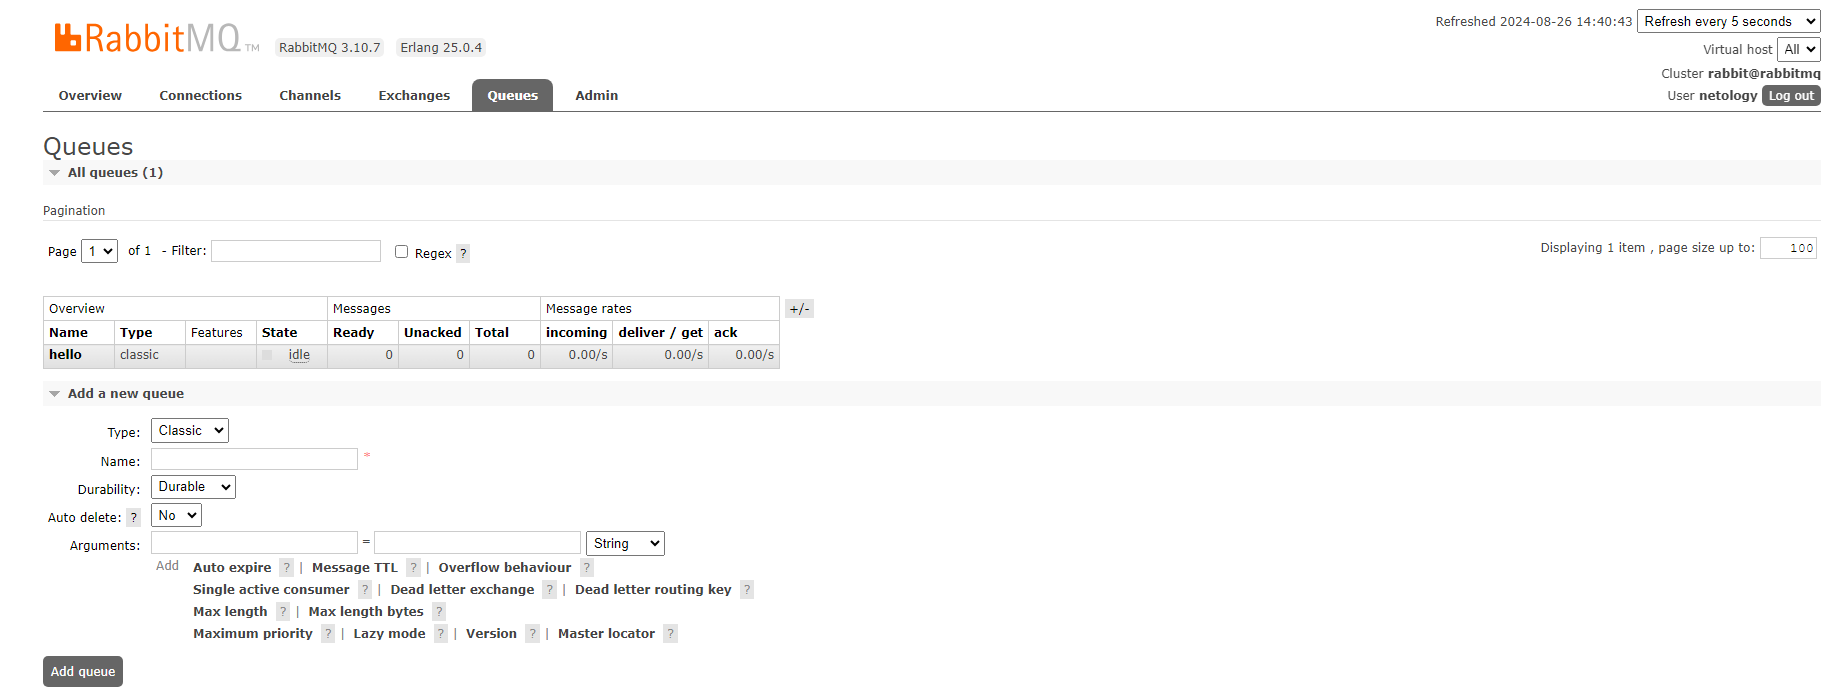 Refreshed 2024-08-26 14:40:43 Refresh every 5 seconds
RabbitMQ TM RabbitMQ 3.10.7 Erlang 25.0.4
Virtual host All
Cluster rabbit@rabbitmq
User netology Log out
Overview Connections Channels Exchanges Queues Admin
Queues
All queues (1)
Pagination
Page 1 of 1 - Filter: Regex ? Displaying 1 item , page size up to: 100
Overview Messages Message rates +/-
Name Type Features State Ready Unacked Total incoming deliver / get ack
hello classic idle 0 0 0 0.00/s 0.00/s 0.00/s
Add a new queue
Type: Classic
Name: *
Durability: Durable
Auto delete: ? No
Arguments: = String
Add Auto expire ? | Message TTL ? | Overflow behaviour ?
Single active consumer ? | Dead letter exchange ? | Dead letter routing key ?
Max length ? | Max length bytes ?
Maximum priority ? | Lazy mode ? | Version ? | Master locator ?
Add queue